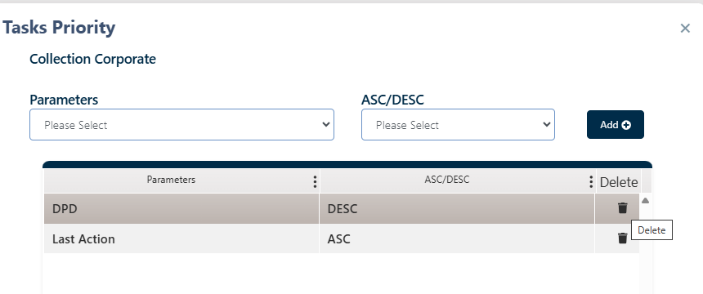 Tasks Priority
Collection Corporate
Parameters ASC/DESC
Please Select Please Select Add
Parameters ASC/DESC Delete
DPD DESC
Delete
Last Action ASC